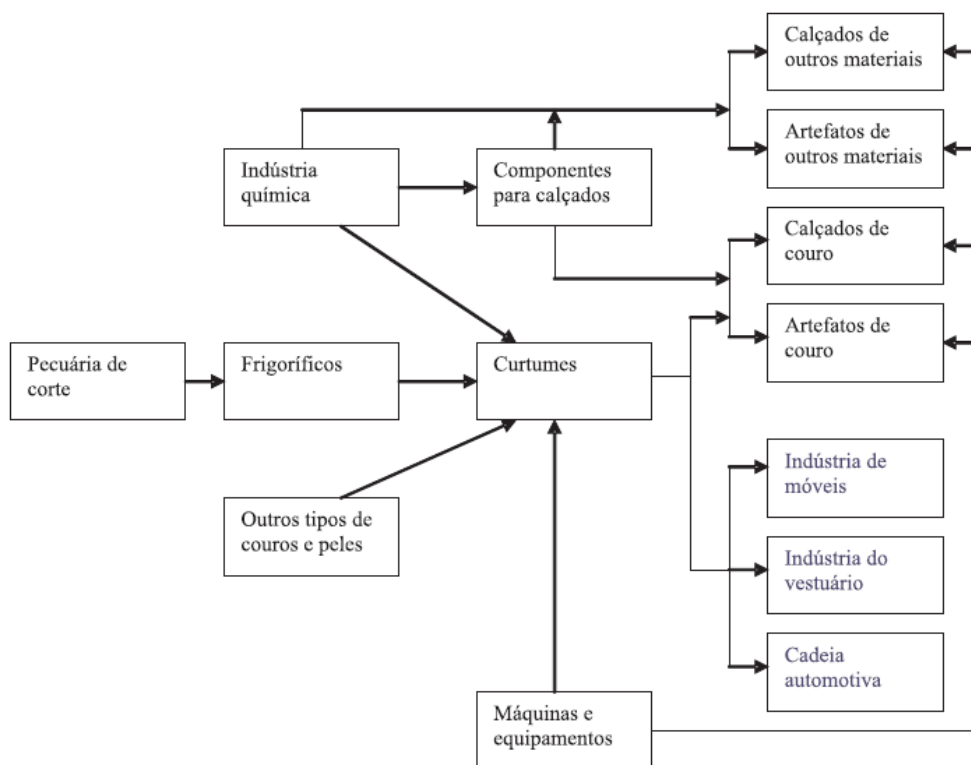 Calçados de
outros materiais
Artefatos de
outros materiais
Indústria
química
Componentes
para calçados
Calçados de
couro
Artefatos de
couro
Pecuária de
corte
Frigoríficos
Curtumes
Indústria de
móveis
Outros tipos de
couros e peles
Indústria do
vestuário
Cadeia
automotiva
Máquinas e
equipamentos